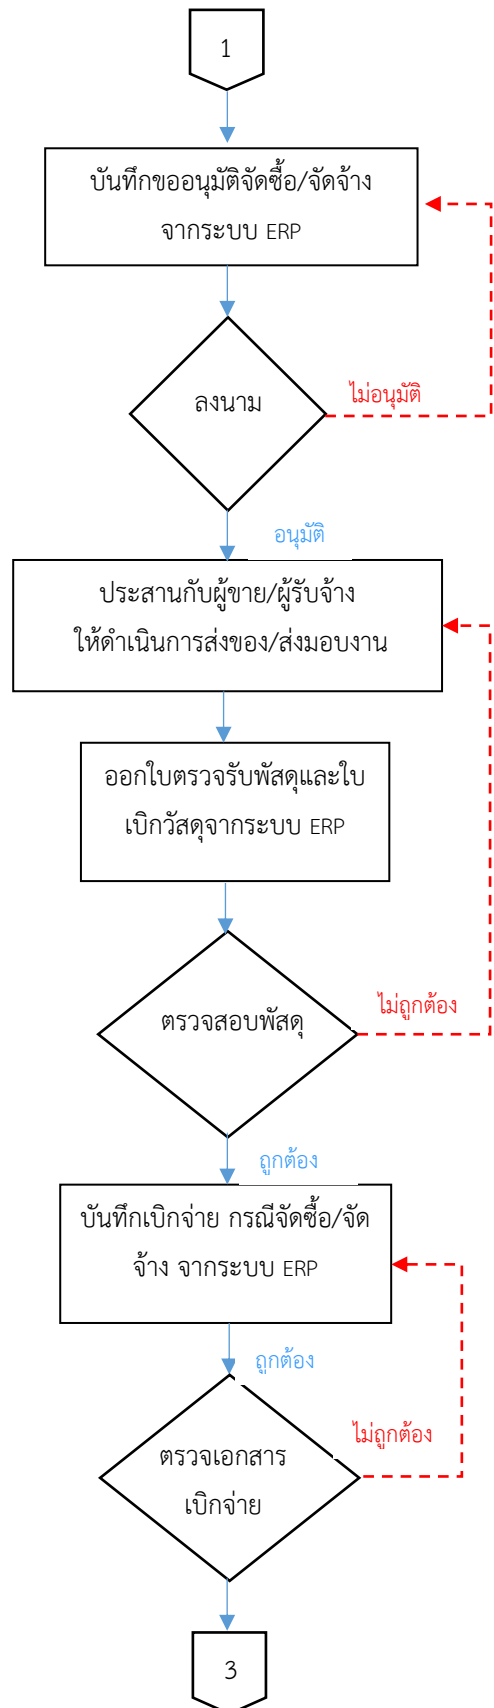 1
บันทึกขออนุมัติจัดซื้อ/จัดจ้าง
จากระบบ ERP
ลงนาม
ไม่อนุมัติ
อนุมัติ
ประสานกับผู้ขาย/ผู้รับจ้าง
ให้ดำเนินการส่งของ/ส่งมอบงาน
ออกใบตรวจรับพัสดุและใบ
เบิกวัสดุจากระบบ ERP
ตรวจสอบพัสดุ
ไม่ถูกต้อง
ถูกต้อง
บันทึกเบิกจ่าย กรณีจัดซื้อ/จัด
จ้าง จากระบบ ERP
ถูกต้อง
ไม่ถูกต้อง
ตรวจเอกสาร
เบิกจ่าย
3